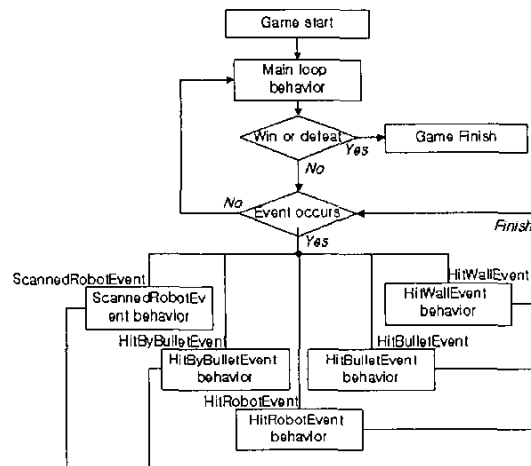 Game start
Main loop
behavior
Win or defeat
Yes
Game Finish
No
No
Event occurs
Yes
Finish
ScannedRobotEvent
ScannedRobotEv
ent behavior
HitWallEvent
HitWallEvent
behavior
HitByBulletEvent
HitByBulletEvent
behavior
HitBulletEvent
HitBulletEvent
behavior
HitRobotEvent
HitRobotEvent
behavior